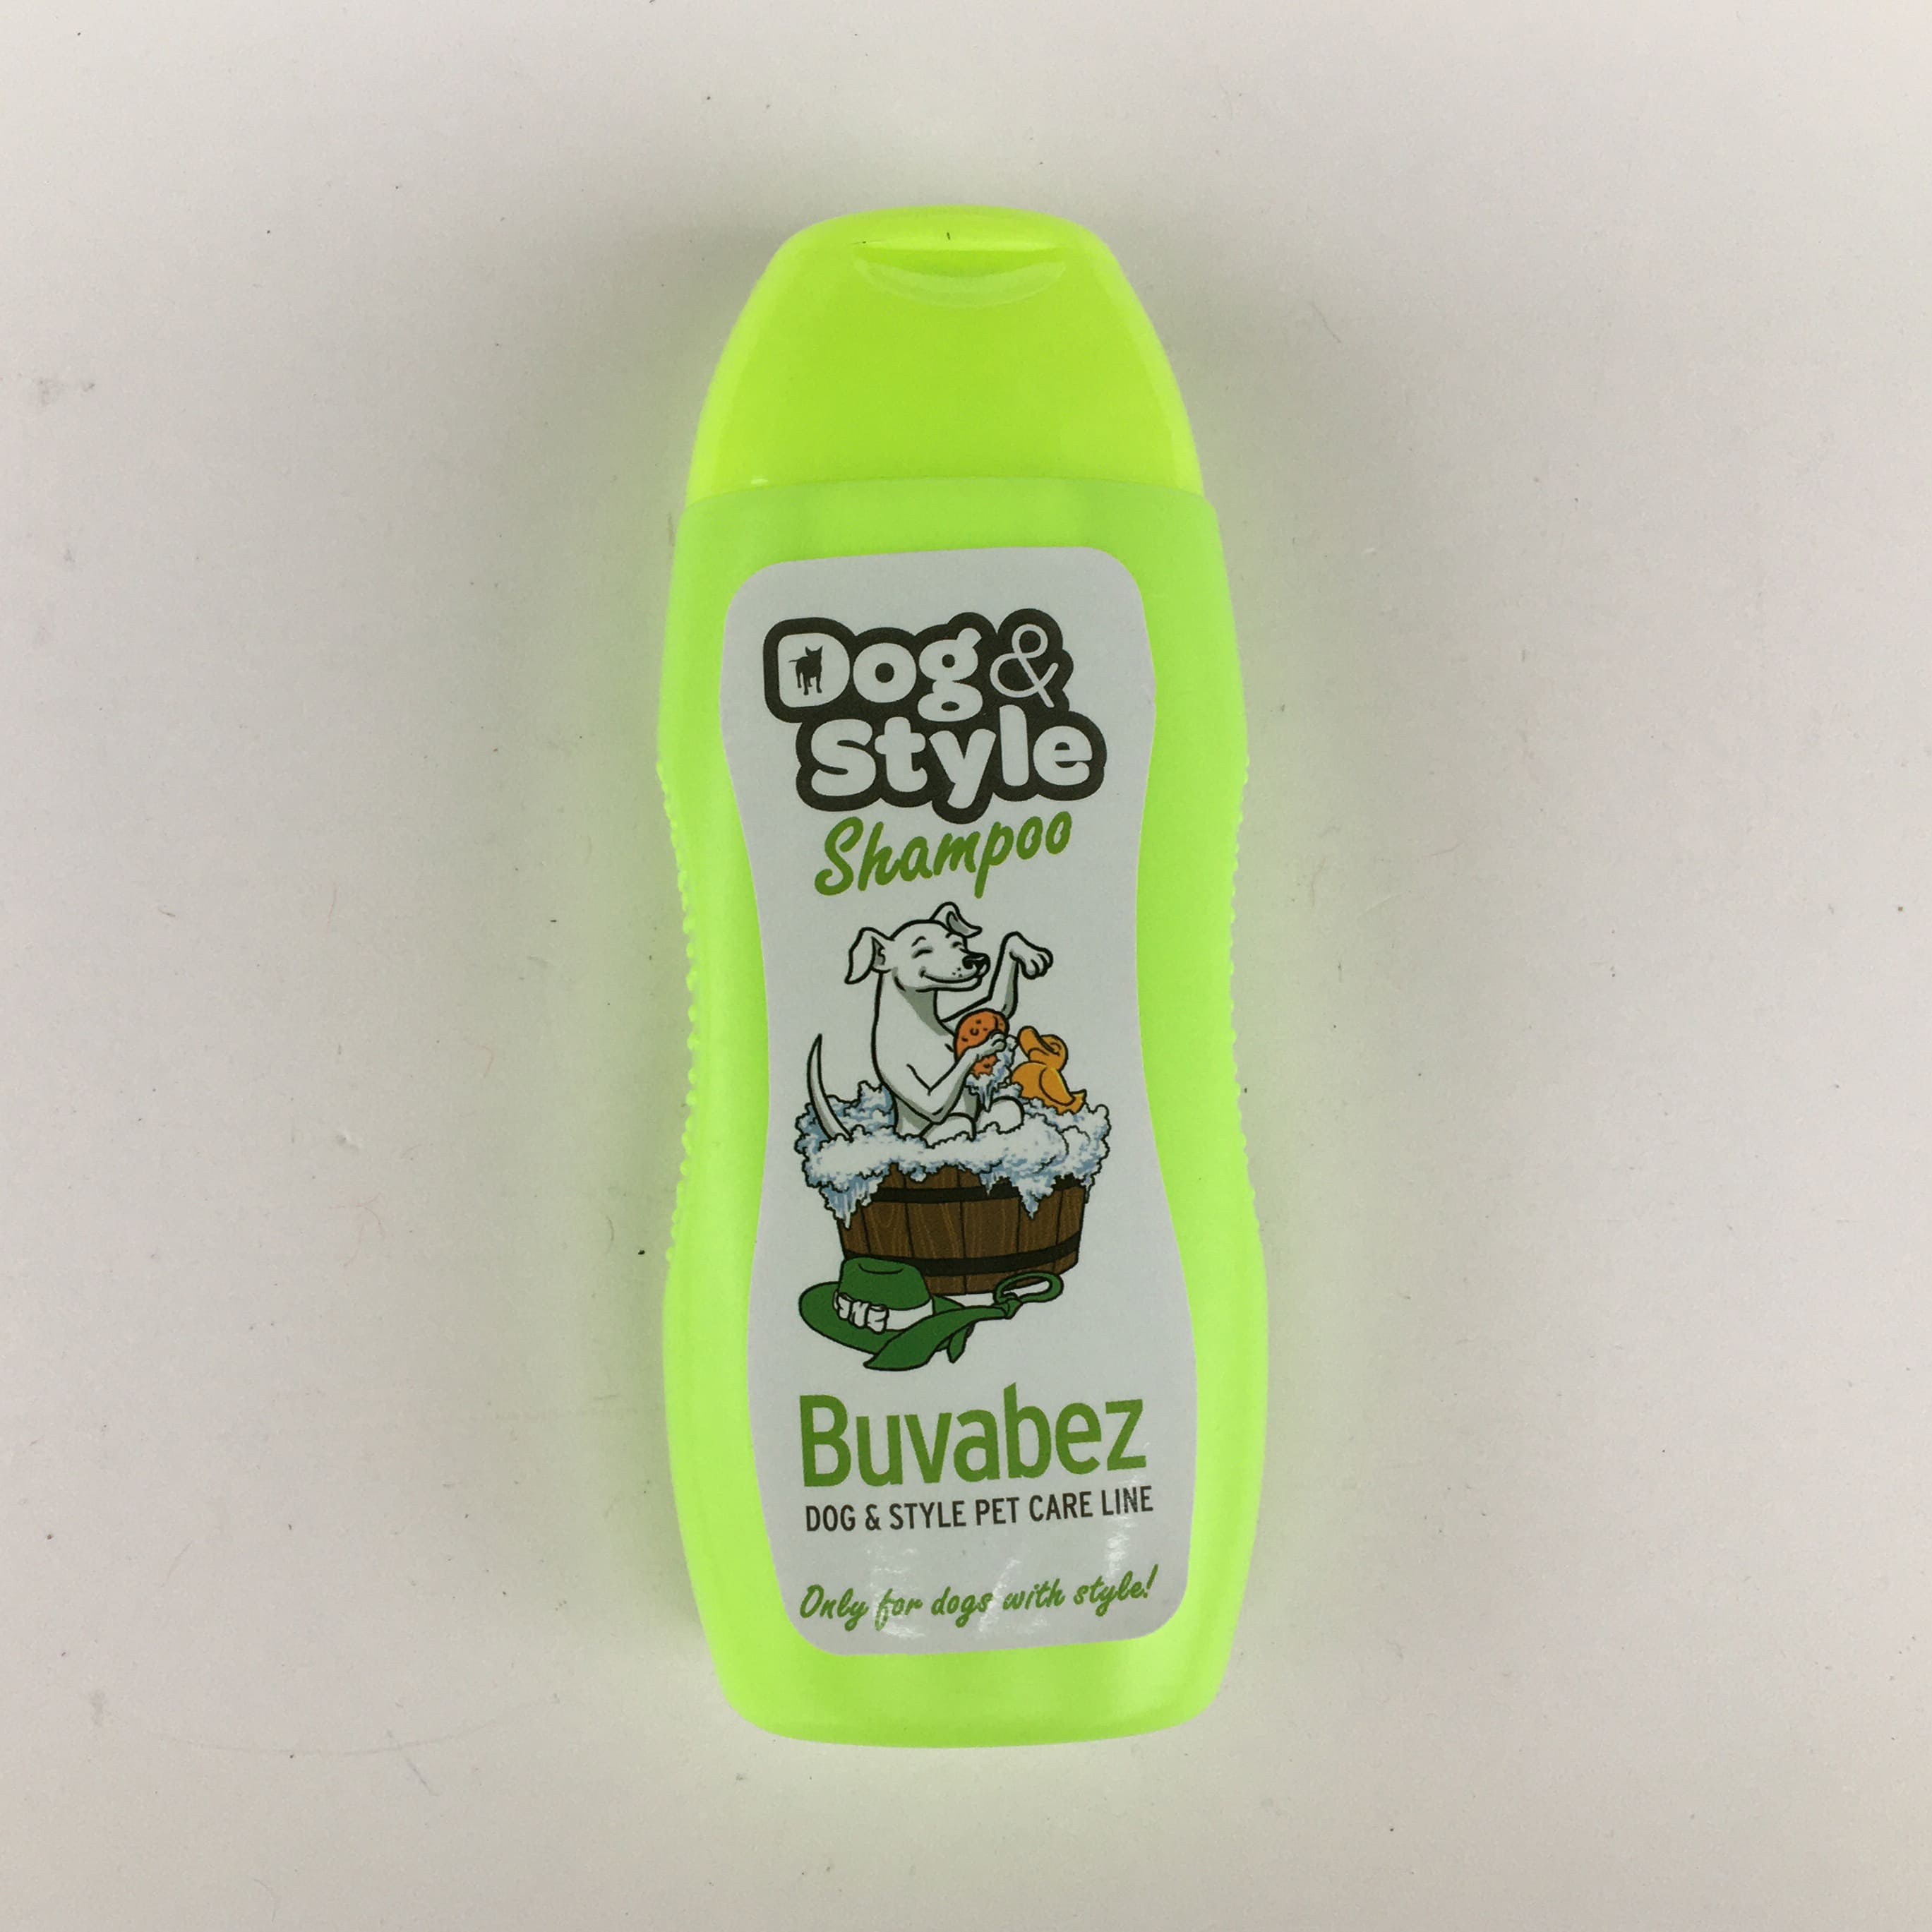 Dog &
Style
Shampoo
Buvabez
DOG & STYLE PET CARE LINE
Only for dogs with style!